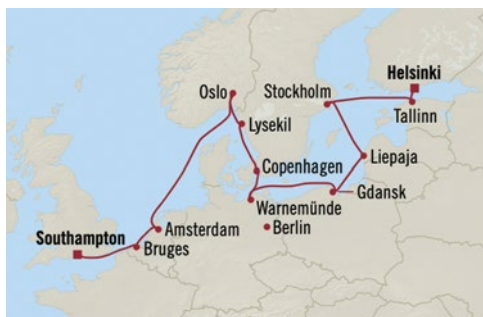 Helsinki
Oslo
Stockholm
Tallinn
Lysekil
Copenhagen
Liepaja
Gdansk
Warnemünde
Amsterdam
Berlin
Southampton
Bruges